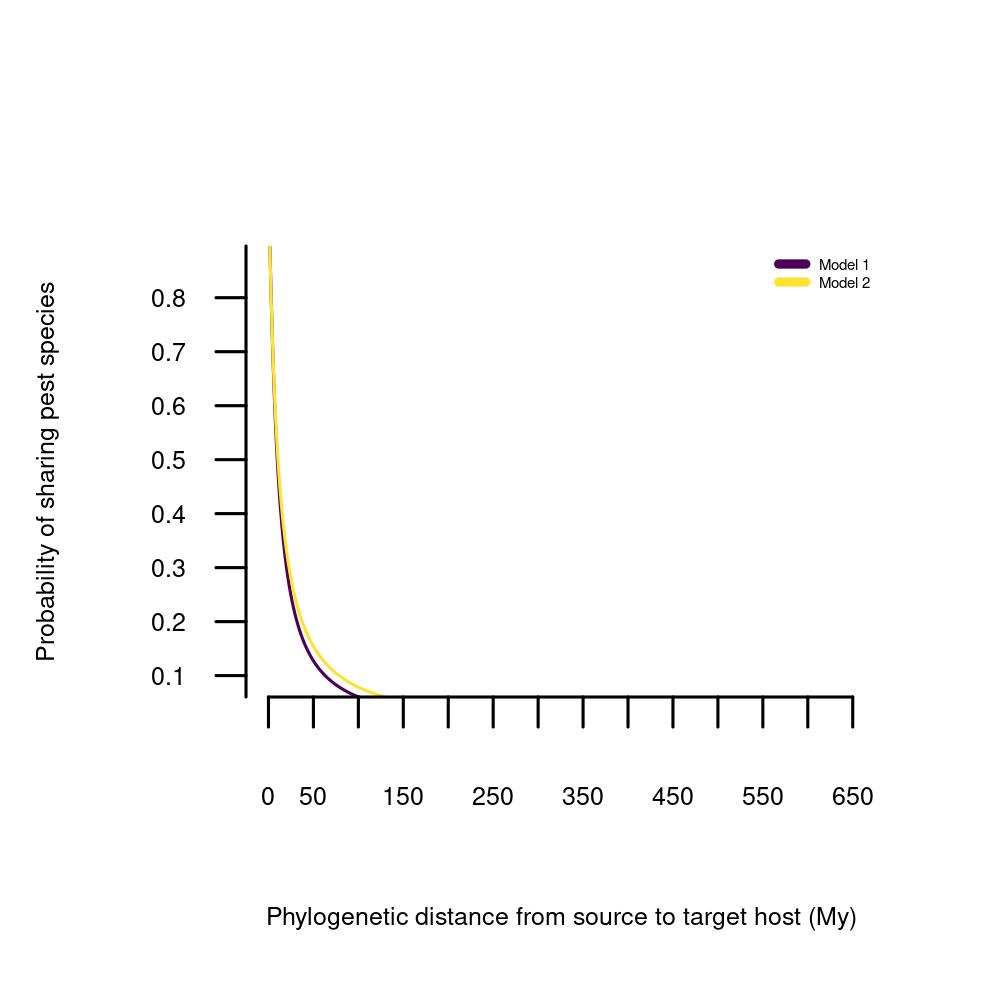 Model 1
Model 2
Probability of sharing pest species
0.8
0.7
0.6
0.5
0.4
0.3
0.2
0.1
0 50 150 250 350 450 550 650
Phylogenetic distance from source to target host (My)